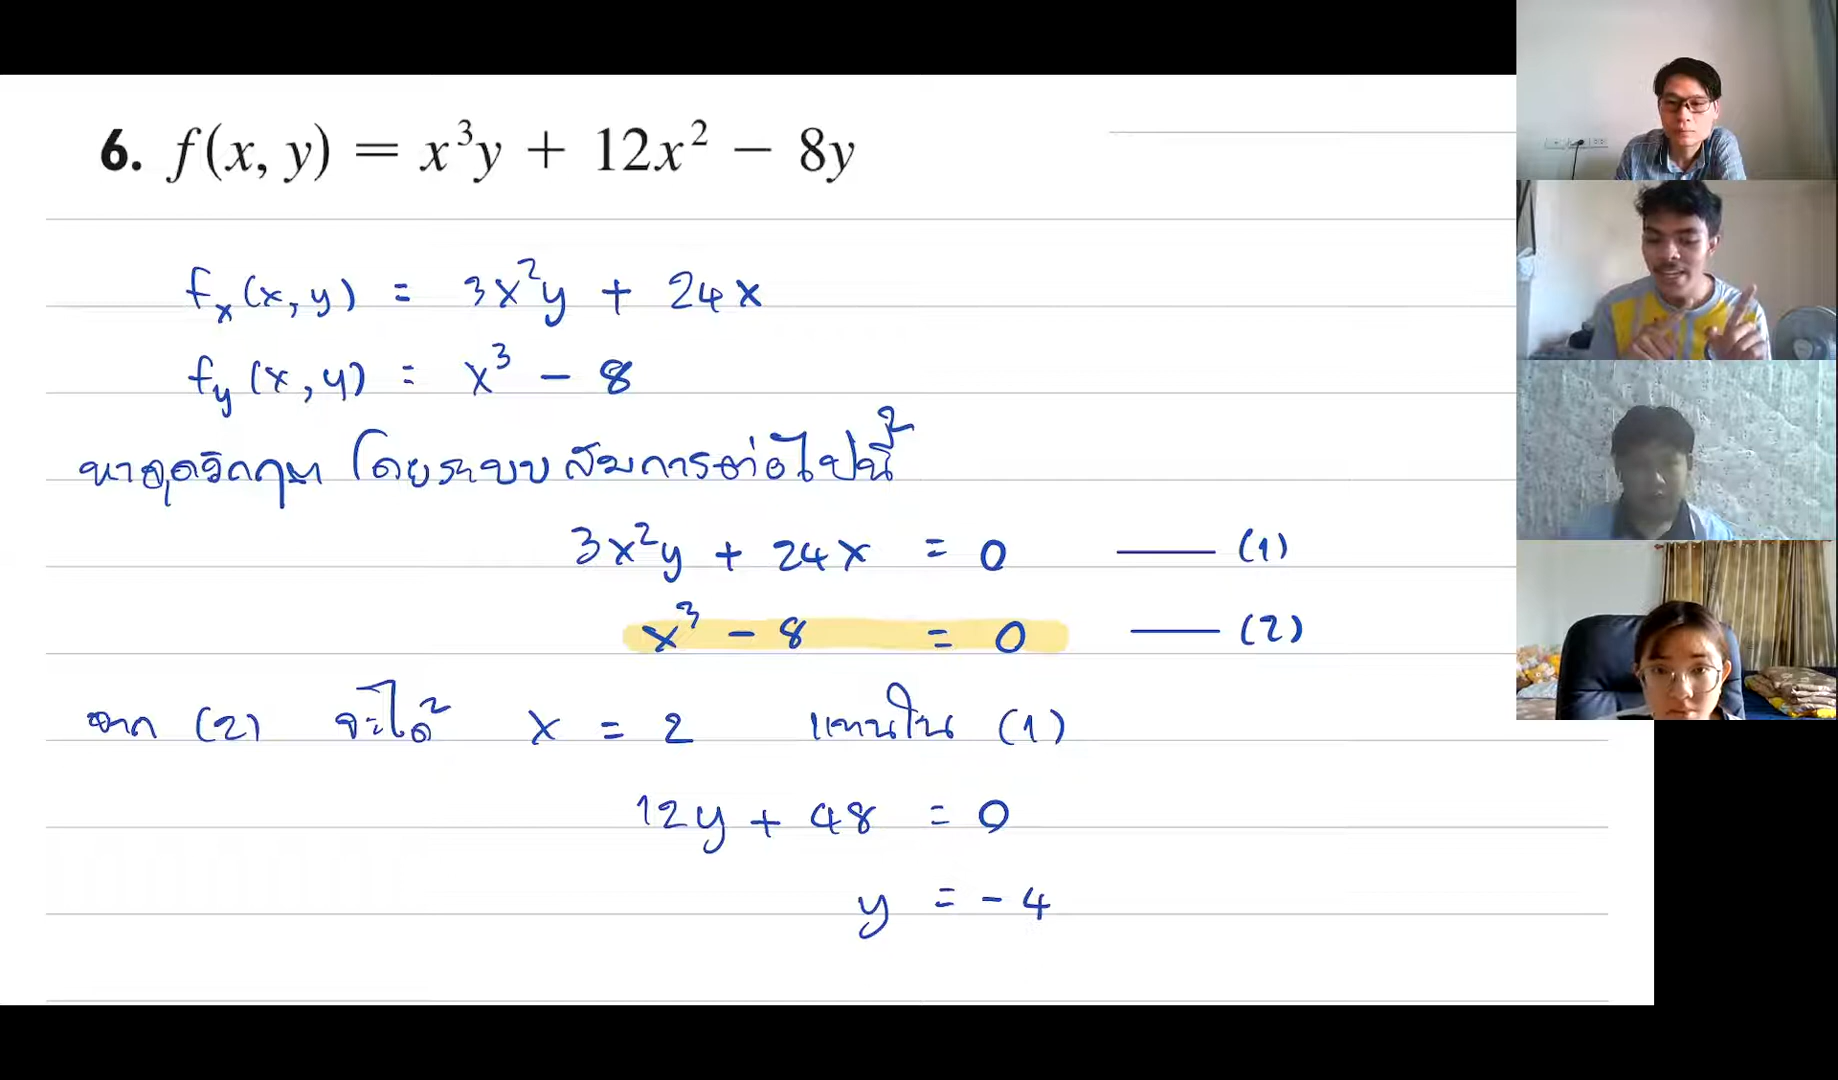 6. f(x, y) = x³y + 12x² − 8y
fₓ(x, y) = 3x²y + 24x
f_y(x, y) = x³ − 8
หาจุดวิกฤษ โดยระบบสมการต่อไปนี้
3x²y + 24x = 0 —— (1)
x³ − 8 = 0 —— (2)
จาก (2) จะได้ x = 2 แทนใน (1)
12y + 48 = 0
y = −4